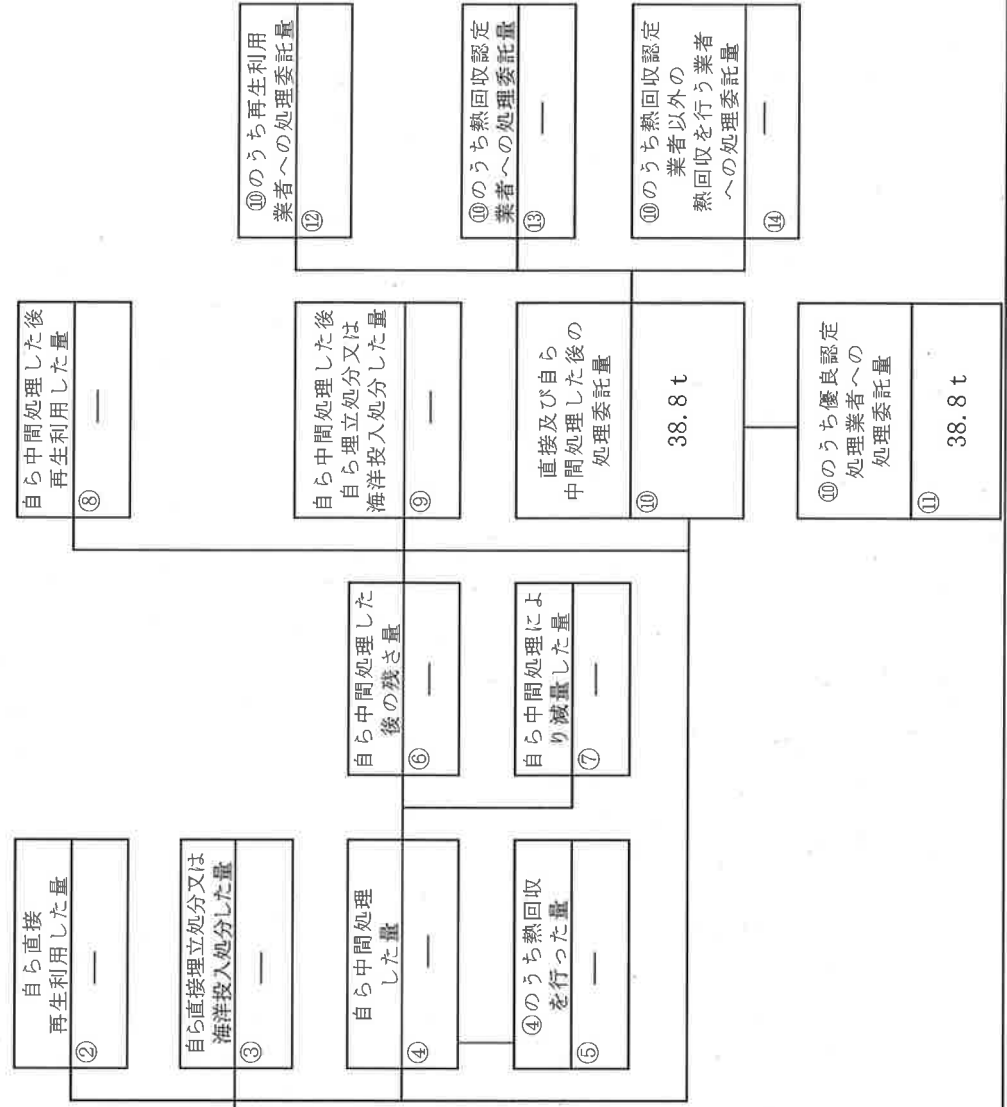 自ら直接
再生利用した量
②
—
自ら直接埋立処分又は
海洋投入処分した量
③
—
自ら中間処理
した量
④
—
④のうち熱回収
を行った量
⑤
—
自ら中間処理した
後の残さ量
⑥
—
自ら中間処理によ
り減量した量
⑦
—
自ら中間処理した後
再生利用した量
⑧
—
自ら中間処理した後
自ら埋立処分又は
海洋投入処分した量
⑨
—
直接及び自ら
中間処理した後の
処理委託量
⑩
38.8t
⑩のうち優良認定
処理業者への
処理委託量
⑪
38.8t
⑩のうち再生利用
業者への処理委託量
⑫
⑩のうち熱回収認定
業者への処理委託量
⑬
—
⑩のうち熱回収認定
業者以外の
熱回収を行う業者
への処理委託量
⑭
—